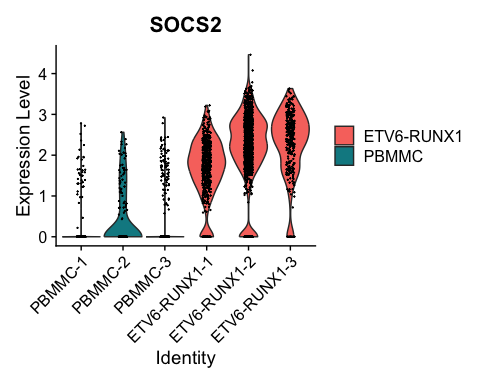 SOCS2
Expression Level
4
3
2
1
0
PBMMC-1
PBMMC-2
PBMMC-3
ETV6-RUNX1-1
ETV6-RUNX1-2
ETV6-RUNX1-3
Identity
ETV6-RUNX1
PBMMC